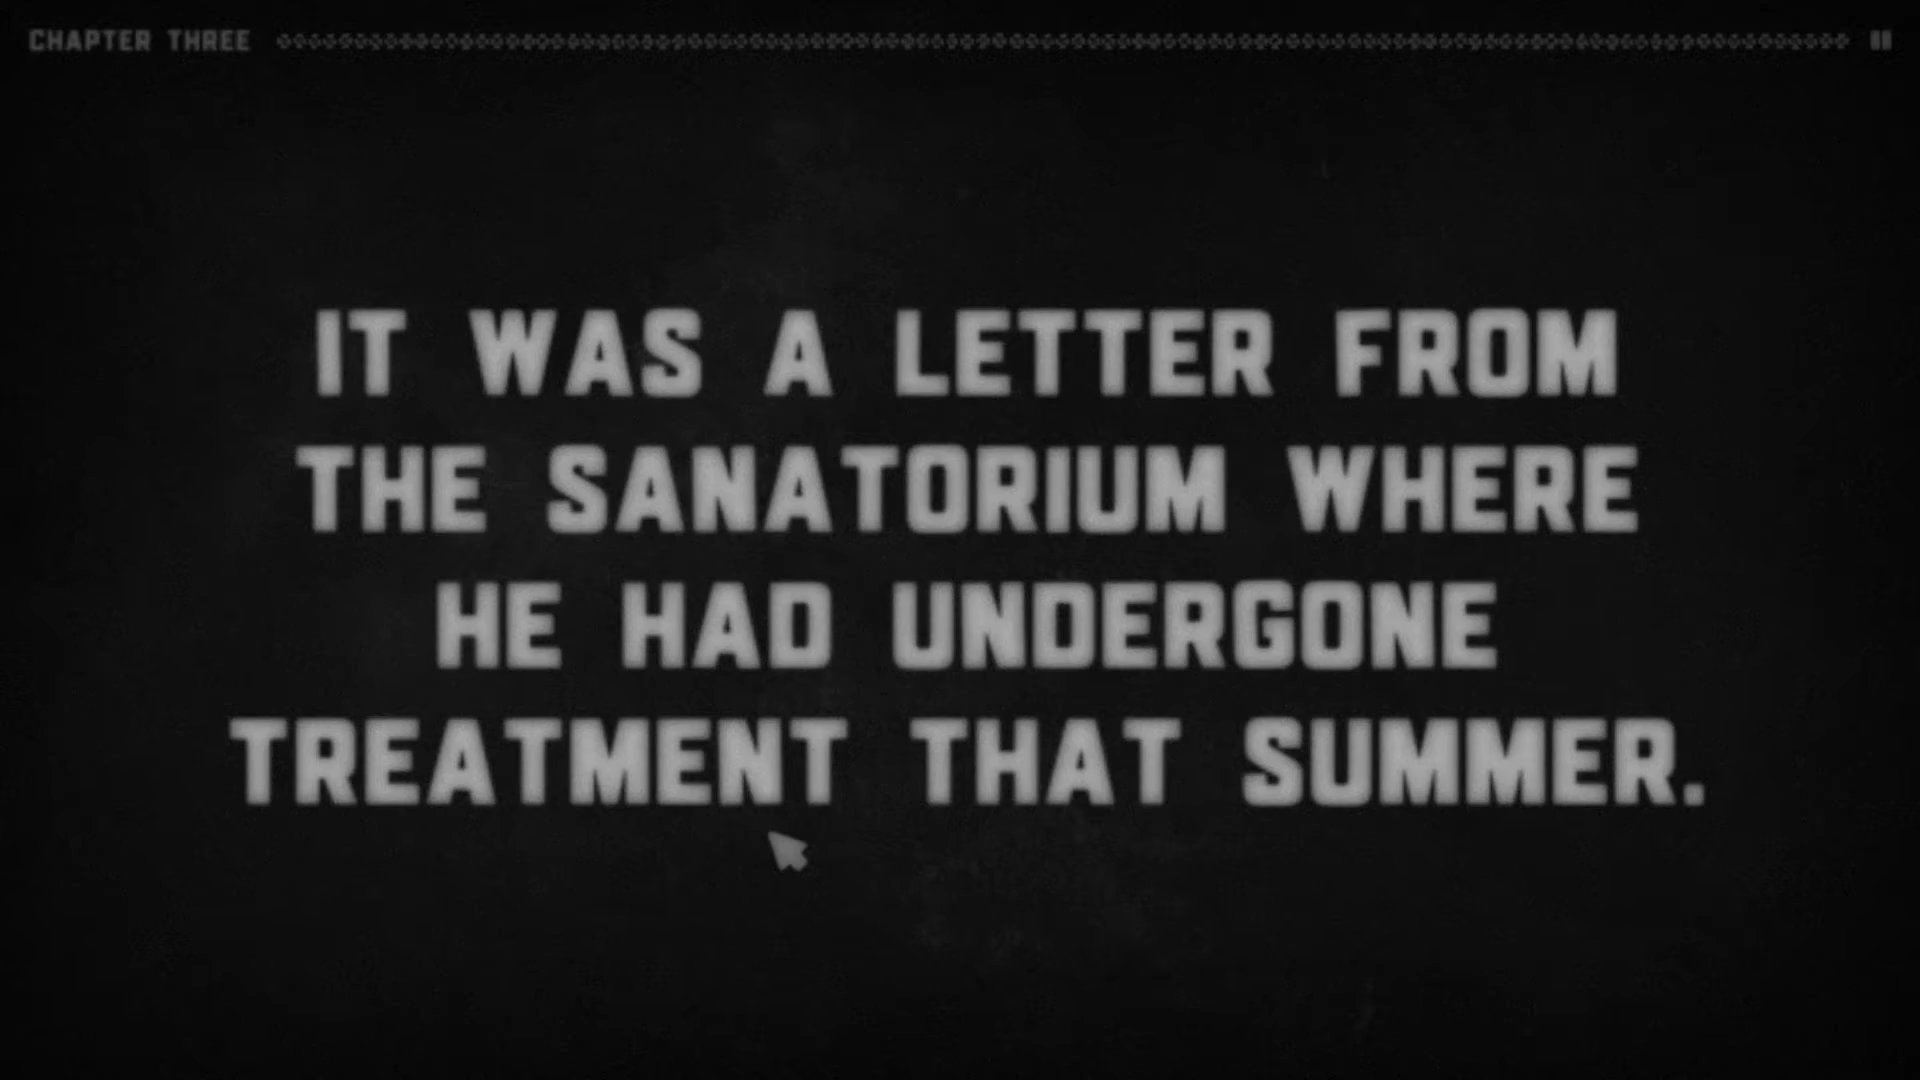 CHAPTER THREE
IT WAS A LETTER FROM
THE SANATORIUM WHERE
HE HAD UNDERGONE
TREATMENT THAT SUMMER.